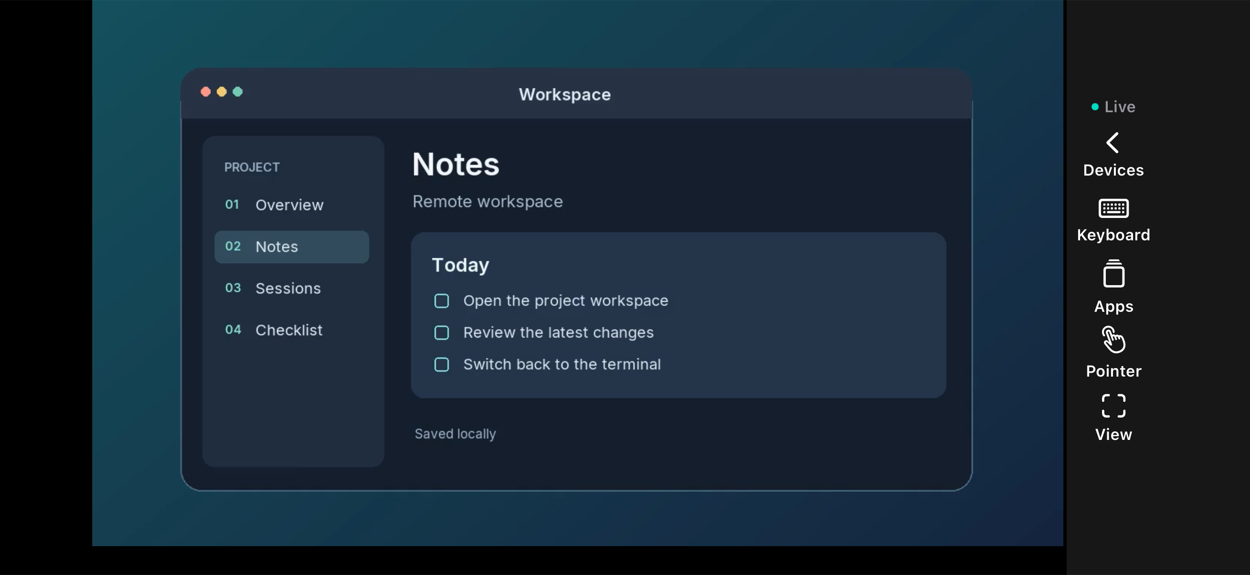 Workspace
PROJECT
01 Overview
02 Notes
03 Sessions
04 Checklist
Notes
Remote workspace
Today
Open the project workspace
Review the latest changes
Switch back to the terminal
Saved locally
Live
Devices
Keyboard
Apps
Pointer
View